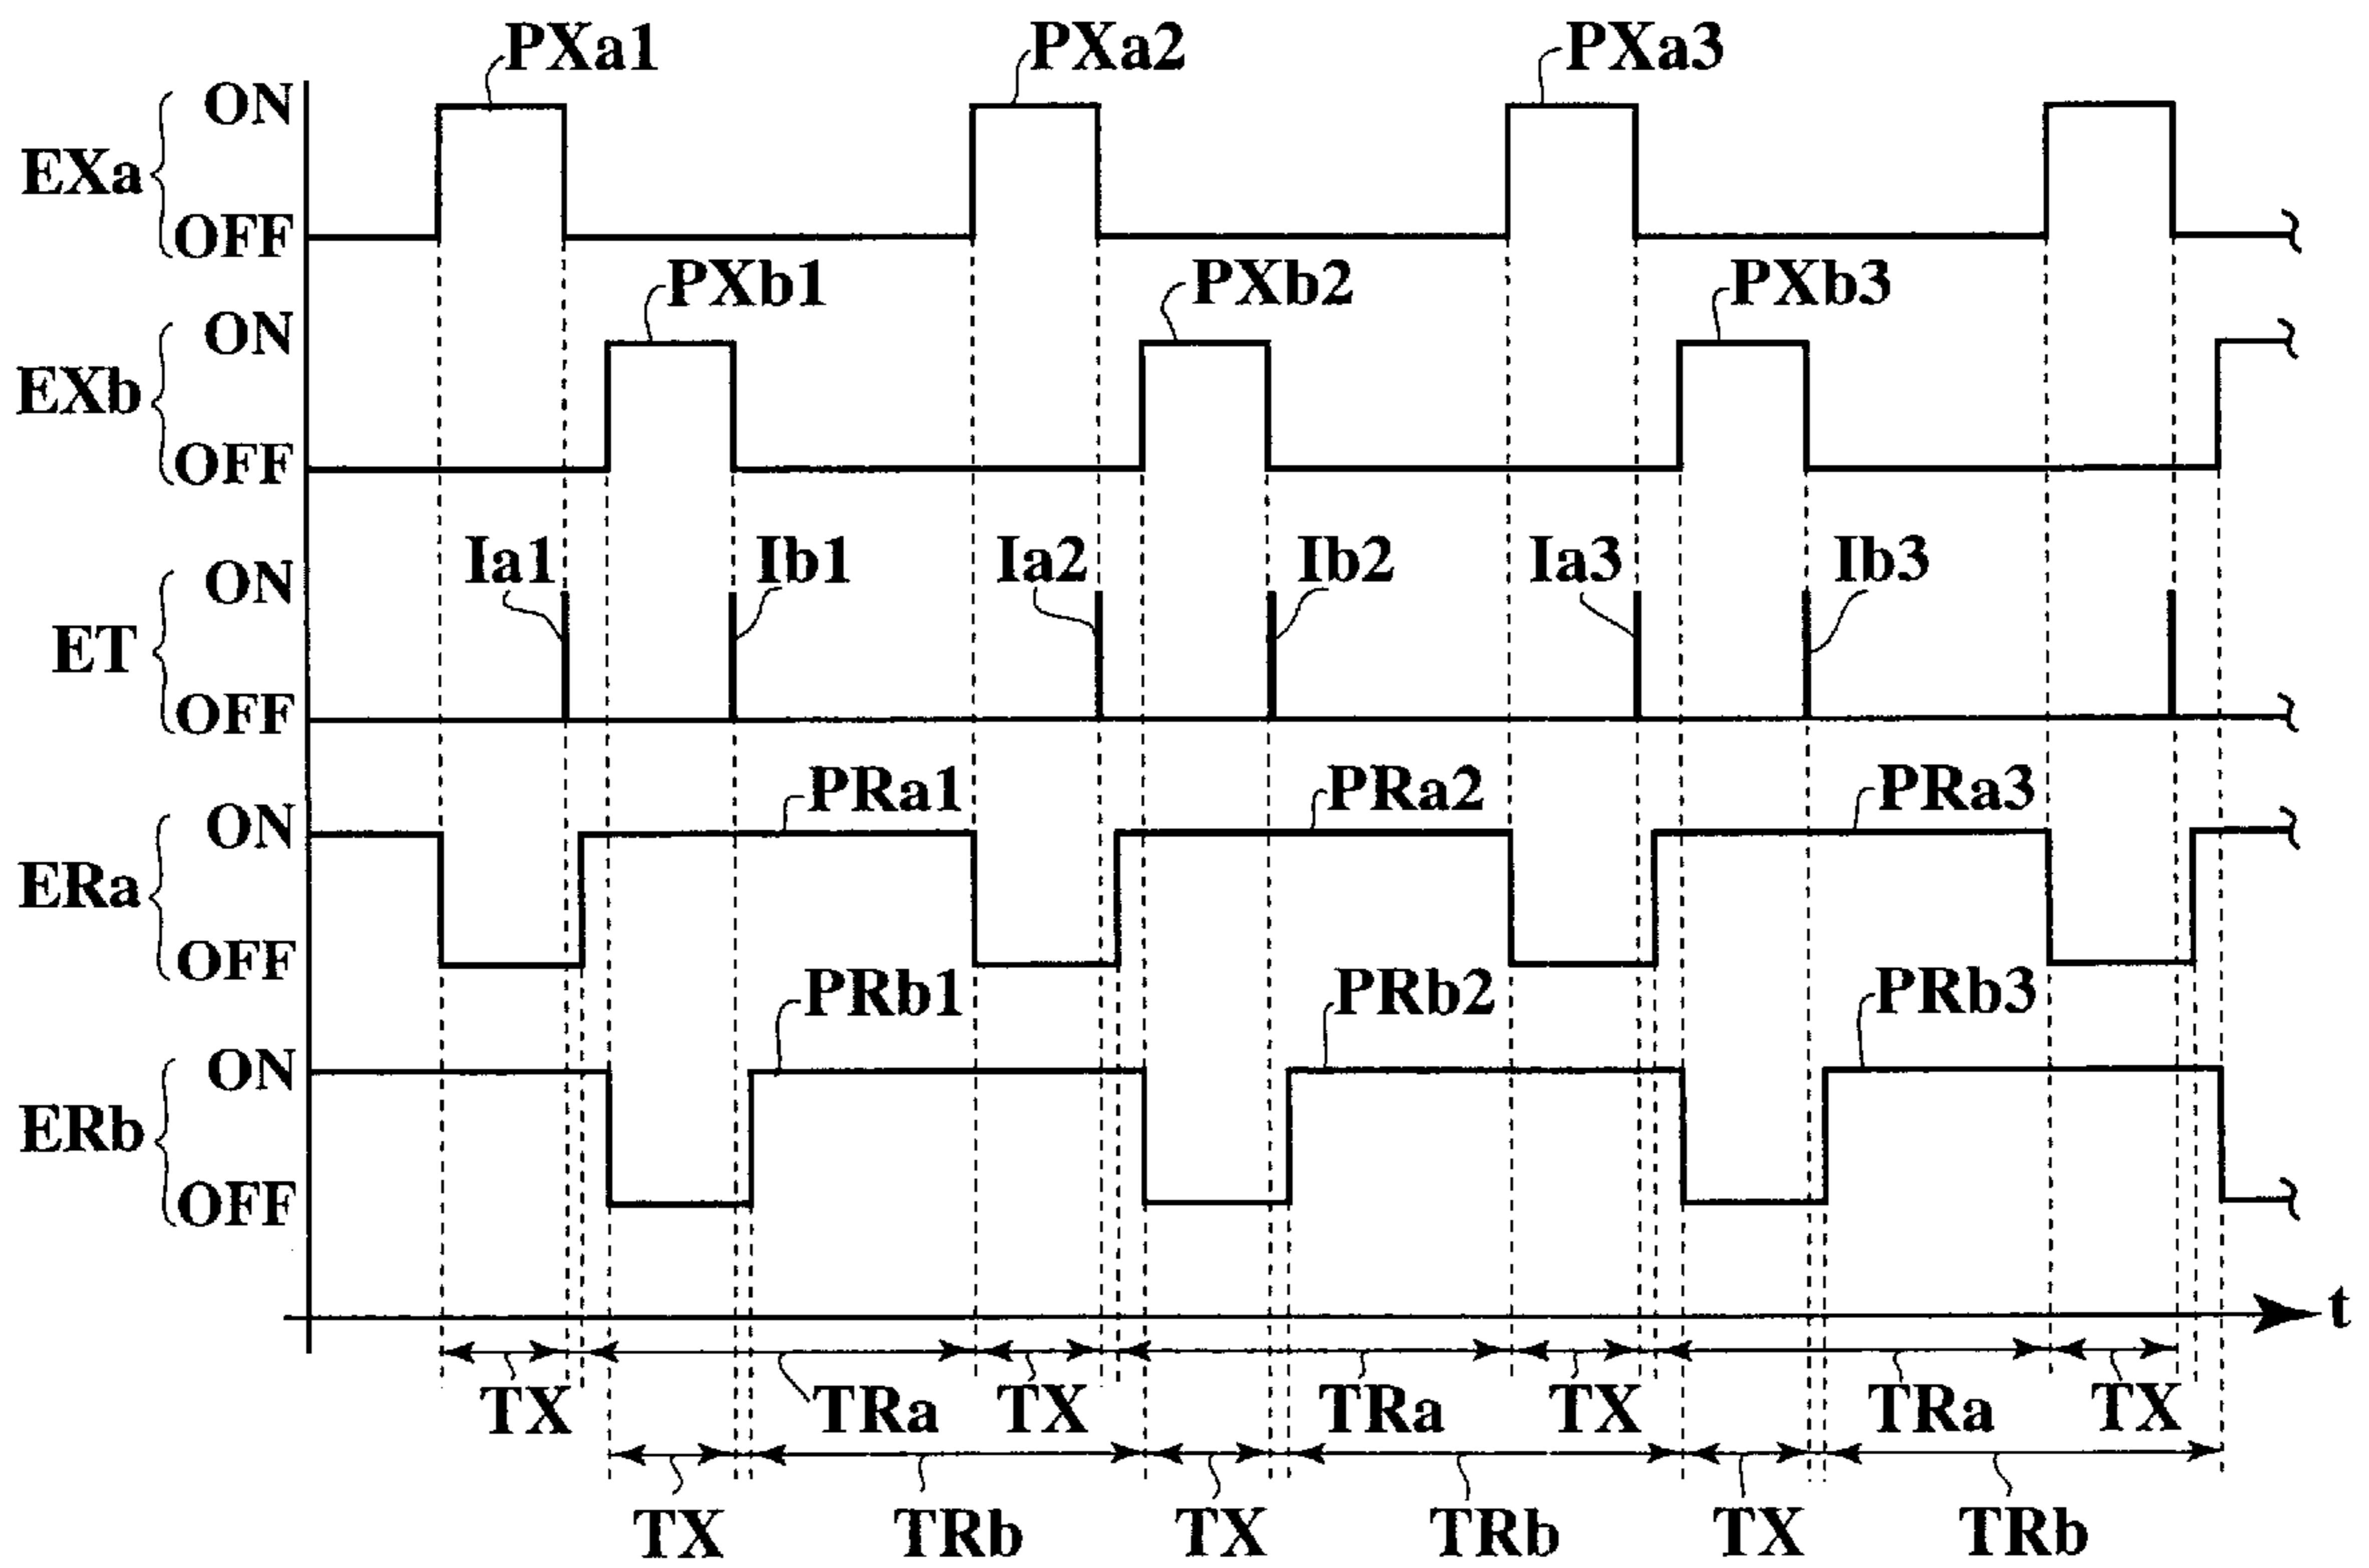 PXa1 PXa2 PXa3
ON
EXa
OFF
PXb1 PXb2 PXb3
ON
EXb
OFF
Ia1 Ib1 Ia2 Ib2 Ia3 Ib3
ON
ET
OFF
PRa1 PRa2 PRa3
ON
ERa
OFF
PRb1 PRb2 PRb3
ON
ERb
OFF
t
TX TRa TX TRa TX TRa TX
TX TRb TX TRb TX TRb